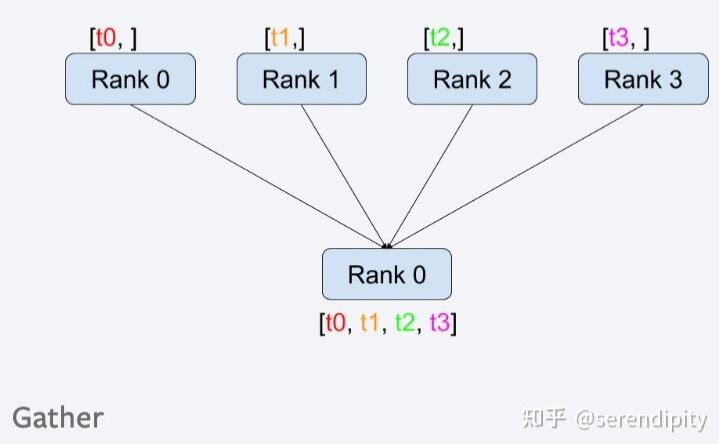 [t0, ] [t1,] [t2,] [t3, ]
Rank 0 Rank 1 Rank 2 Rank 3
Rank 0
[t0, t1, t2, t3]
Gather
知乎 @serendipity